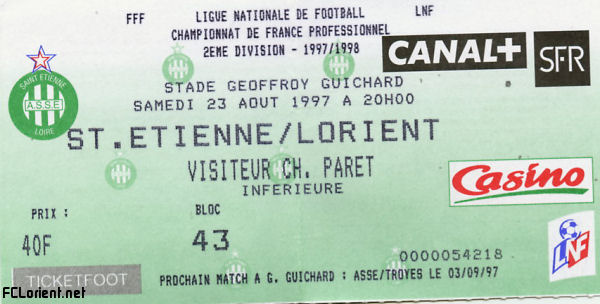 FFF LIGUE NATIONALE DE FOOTBALL LNF
CHAMPIONNAT DE FRANCE PROFESSIONNEL
2EME DIVISION - 1997/1998
CANAL+ SFR
STADE GEOFFROY GUICHARD
SAMEDI 23 AOUT 1997 A 20H00
SAINT ETIENNE
A.S.S.E
LOIRE
ST.ETIENNE/LORIENT
VISITEUR CH. PARET
INFERIEURE
Casino
PRIX : BLOC
40F 43
LNF
0000054218
TICKETFOOT
PROCHAIN MATCH A G. GUICHARD : ASSE/TROYES LE 03/09/97
FCLorient.net